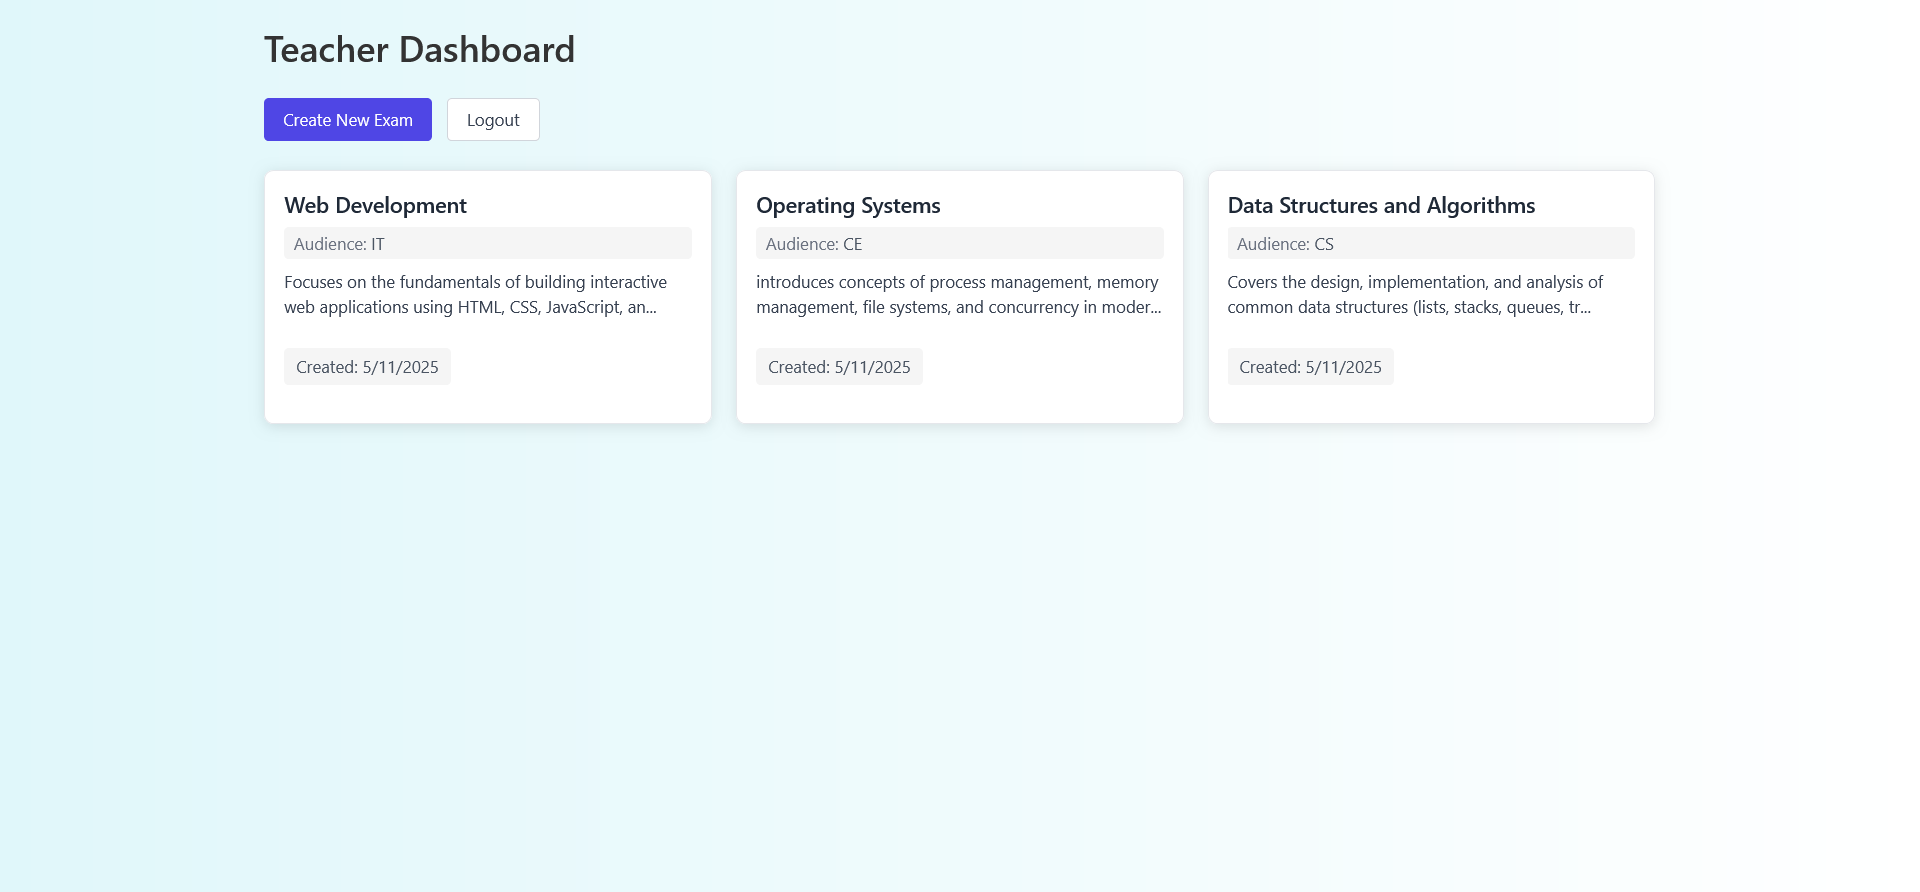 Teacher Dashboard
Create New Exam
Logout
Web Development
Audience: IT
Focuses on the fundamentals of building interactive
web applications using HTML, CSS, JavaScript, an...
Created: 5/11/2025
Operating Systems
Audience: CE
introduces concepts of process management, memory
management, file systems, and concurrency in moder...
Created: 5/11/2025
Data Structures and Algorithms
Audience: CS
Covers the design, implementation, and analysis of
common data structures (lists, stacks, queues, tr...
Created: 5/11/2025